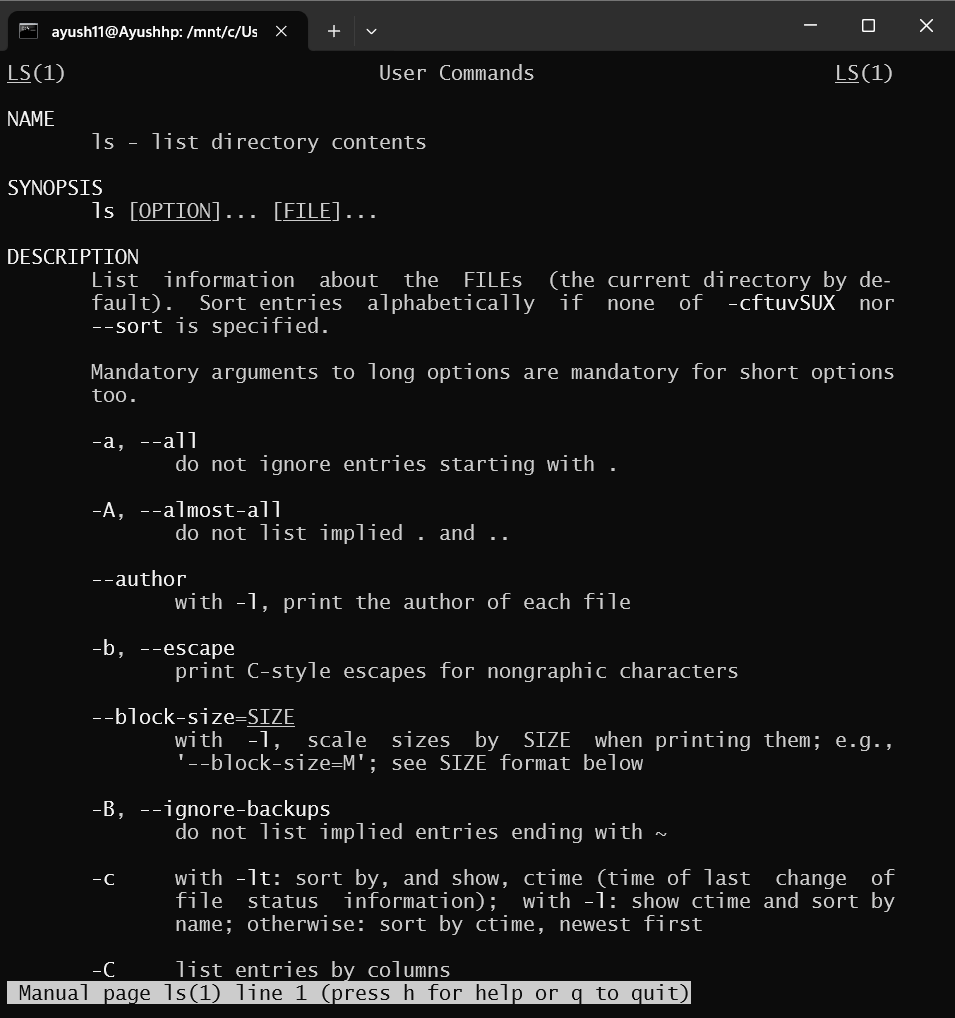 ayush11@Ayushhp: /mnt/c/Us
LS(1) User Commands LS(1)
NAME
ls - list directory contents
SYNOPSIS
ls [OPTION]... [FILE]...
DESCRIPTION
List information about the FILEs (the current directory by de-
fault). Sort entries alphabetically if none of -cftuvSUX nor
--sort is specified.
Mandatory arguments to long options are mandatory for short options
too.
-a, --all
do not ignore entries starting with .
-A, --almost-all
do not list implied . and ..
--author
with -l, print the author of each file
-b, --escape
print C-style escapes for nongraphic characters
--block-size=SIZE
with -l, scale sizes by SIZE when printing them; e.g.,
'--block-size=M'; see SIZE format below
-B, --ignore-backups
do not list implied entries ending with ~
-c with -lt: sort by, and show, ctime (time of last change of
file status information); with -l: show ctime and sort by
name; otherwise: sort by ctime, newest first
-C list entries by columns
Manual page ls(1) line 1 (press h for help or q to quit)